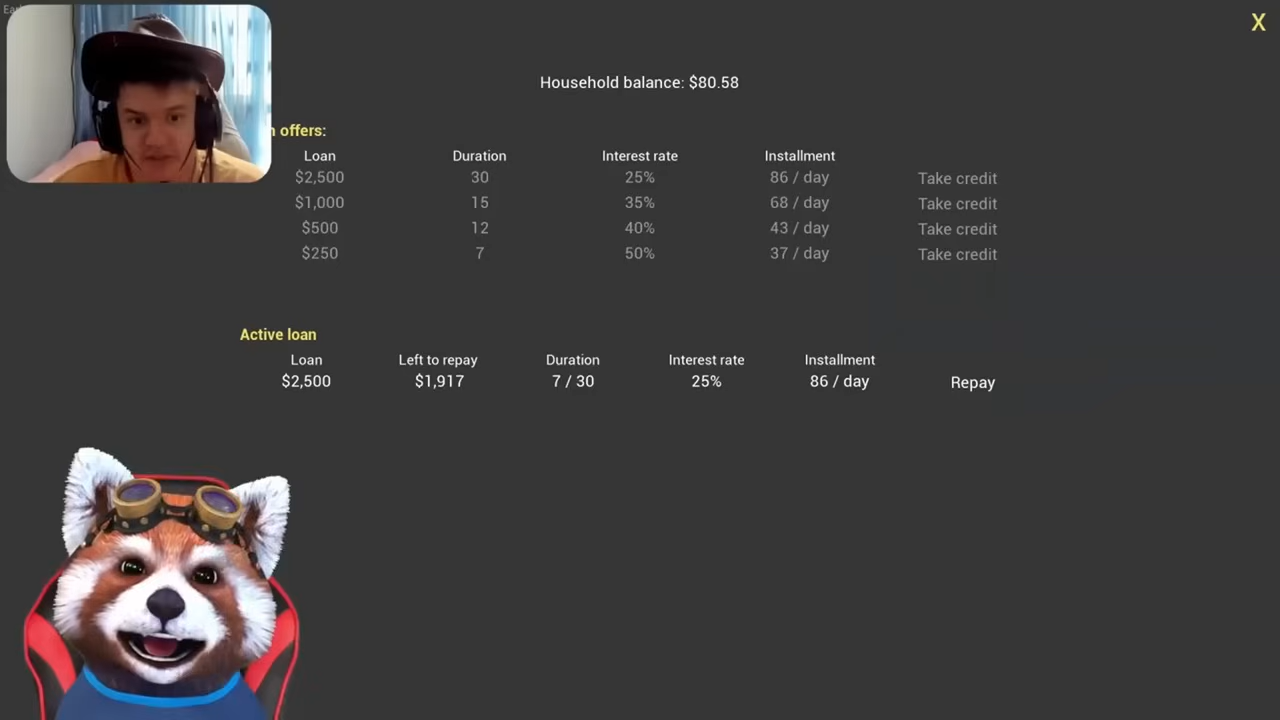 Ea
Household balance: $80.58
n offers:
Loan Duration Interest rate Installment
$2,500 30 25% 86 / day Take credit
$1,000 15 35% 68 / day Take credit
$500 12 40% 43 / day Take credit
$250 7 50% 37 / day Take credit
Active loan
Loan Left to repay Duration Interest rate Installment
$2,500 $1,917 7 / 30 25% 86 / day Repay
X